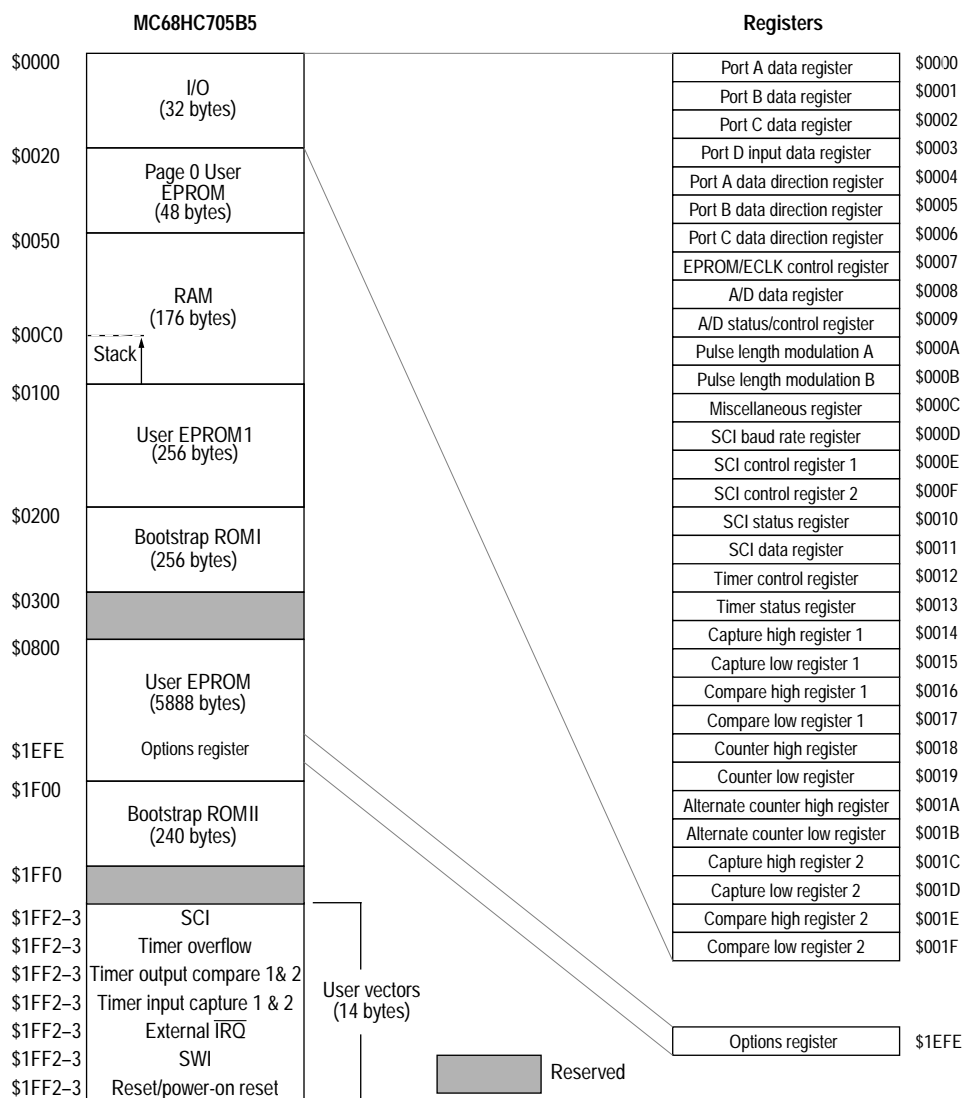 MC68HC705B5
$0000
I/O
(32 bytes)
$0020
Page 0 User
EPROM
(48 bytes)
$0050
RAM
(176 bytes)
$00C0
Stack
$0100
User EPROM1
(256 bytes)
$0200
Bootstrap ROMI
(256 bytes)
$0300
$0800
User EPROM
(5888 bytes)
$1EFE
Options register
$1F00
Bootstrap ROMII
(240 bytes)
$1FF0
$1FF2–3 SCI
$1FF2–3 Timer overflow
$1FF2–3 Timer output compare 1& 2
$1FF2–3 Timer input capture 1 & 2
$1FF2–3 External IRQ
$1FF2–3 SWI
$1FF2–3 Reset/power-on reset
User vectors
(14 bytes)
Reserved
Registers
Port A data register $0000
Port B data register $0001
Port C data register $0002
Port D input data register $0003
Port A data direction register $0004
Port B data direction register $0005
Port C data direction register $0006
EPROM/ECLK control register $0007
A/D data register $0008
A/D status/control register $0009
Pulse length modulation A $000A
Pulse length modulation B $000B
Miscellaneous register $000C
SCI baud rate register $000D
SCI control register 1 $000E
SCI control register 2 $000F
SCI status register $0010
SCI data register $0011
Timer control register $0012
Timer status register $0013
Capture high register 1 $0014
Capture low register 1 $0015
Compare high register 1 $0016
Compare low register 1 $0017
Counter high register $0018
Counter low register $0019
Alternate counter high register $001A
Alternate counter low register $001B
Capture high register 2 $001C
Capture low register 2 $001D
Compare high register 2 $001E
Compare low register 2 $001F
Options register $1EFE